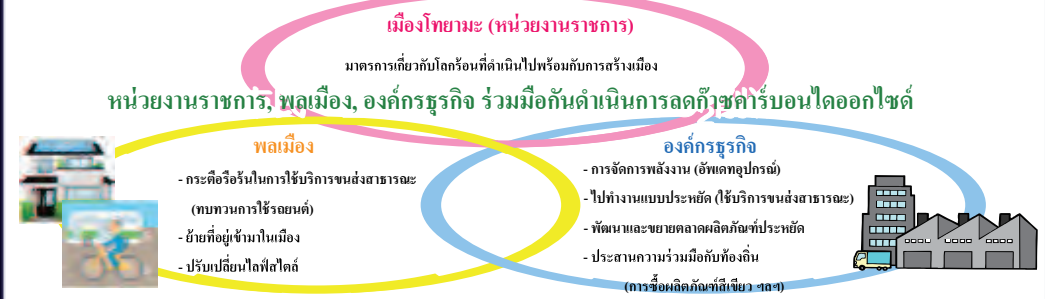 เมืองโทยามะ (หน่วยงานราชการ)
มาตรการเกี่ยวกับโลกร้อนที่ดำเนินไปพร้อมกับการสร้างเมือง
หน่วยงานราชการ, พลเมือง, องค์กรธุรกิจ ร่วมมือกันดำเนินการลดก๊าซคาร์บอนไดออกไซด์
พลเมือง
- กระตือรือร้นในการใช้บริการขนส่งสาธารณะ
(ทบทวนการใช้รถยนต์)
- ย้ายที่อยู่เข้ามาในเมือง
- ปรับเปลี่ยนไลฟ์สไตล์
องค์กรธุรกิจ
- การจัดการพลังงาน (อัพเดทอุปกรณ์)
- ไปทำงานแบบประหยัด (ใช้บริการขนส่งสาธารณะ)
- พัฒนาและขยายตลาดผลิตภัณฑ์ประหยัด
- ประสานความร่วมมือกับท้องถิ่น
(การซื้อผลิตภัณฑ์สีเขียว ฯลฯ)